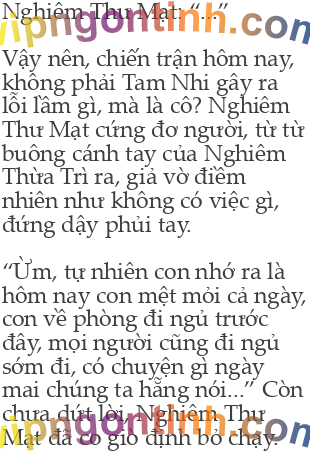 Nghiêm Thư Mạt: “...”
vipngontinh.com
Vậy nên, chiến trận hôm nay,
không phải Tam Nhi gây ra
lỗi lầm gì, mà là cô? Nghiêm
Thư Mạt cứng đơ người, từ từ
buông cánh tay của Nghiêm
Thừa Trì ra, giả vờ điềm
nhiên như không có việc gì,
đứng dậy phủi tay.
“Ừm, tự nhiên con nhớ ra là
hôm nay con mệt mỏi cả ngày,
con về phòng đi ngủ trước
đây, mọi người cũng đi ngủ
sớm đi, có chuyện gì ngày
mai chúng ta hẵng nói...” Còn
chưa dứt lời, Nghiêm Thư
Mạt đã co giò định bỏ chạy.
vipngontinh.com